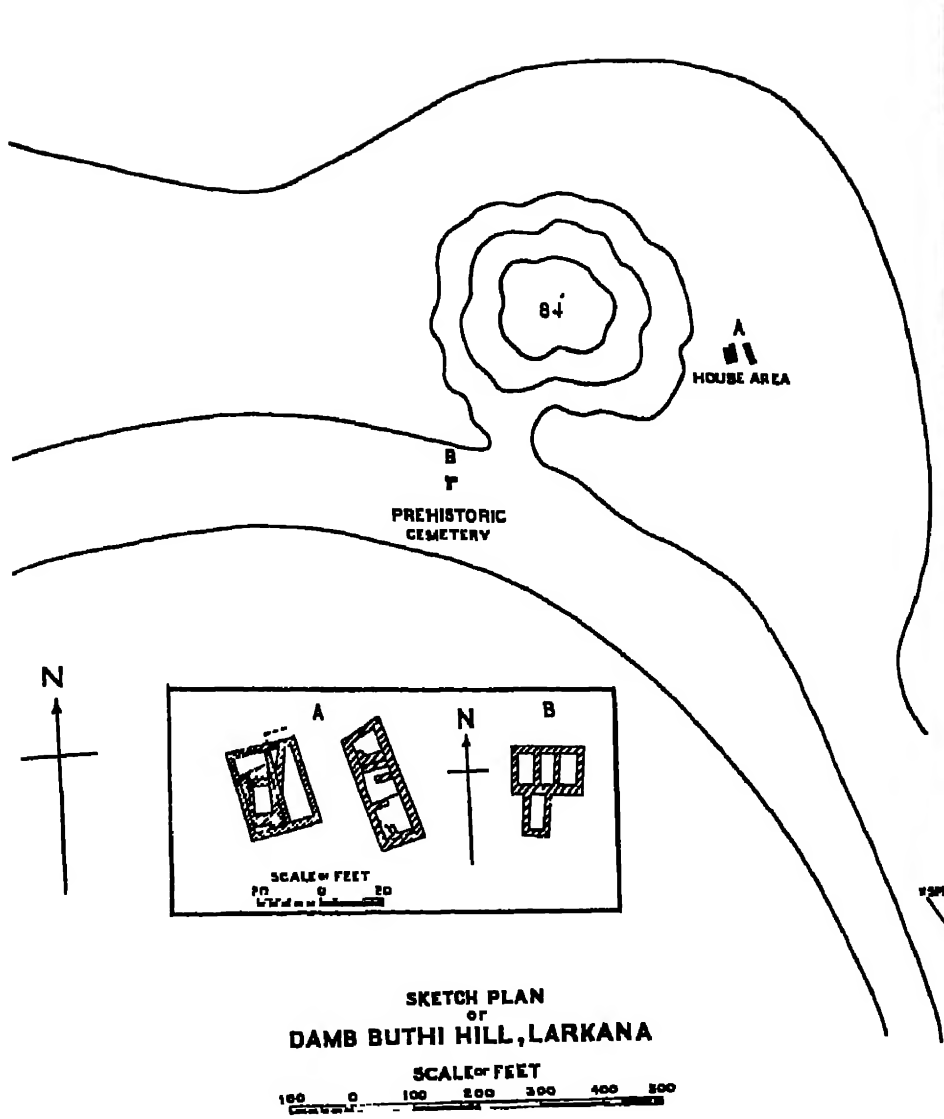 84'
A
HOUSE AREA
B
PREHISTORIC
CEMETERY
N
A
N
B
SCALE OF FEET
20 0 20
SKETCH PLAN
OF
DAMB BUTHI HILL, LARKANA
SCALE OF FEET
100 0 100 200 300 400 500